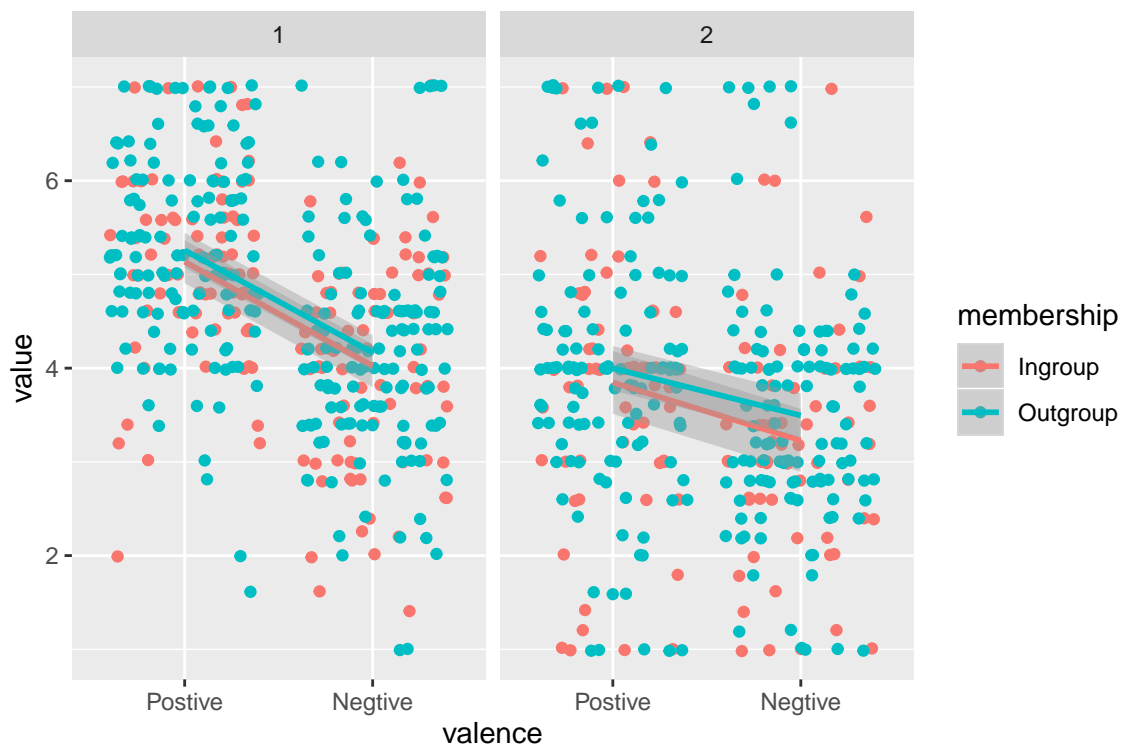 1
2
value
6
4
2
Postive
Negtive
Postive
Negtive
valence
membership
Ingroup
Outgroup